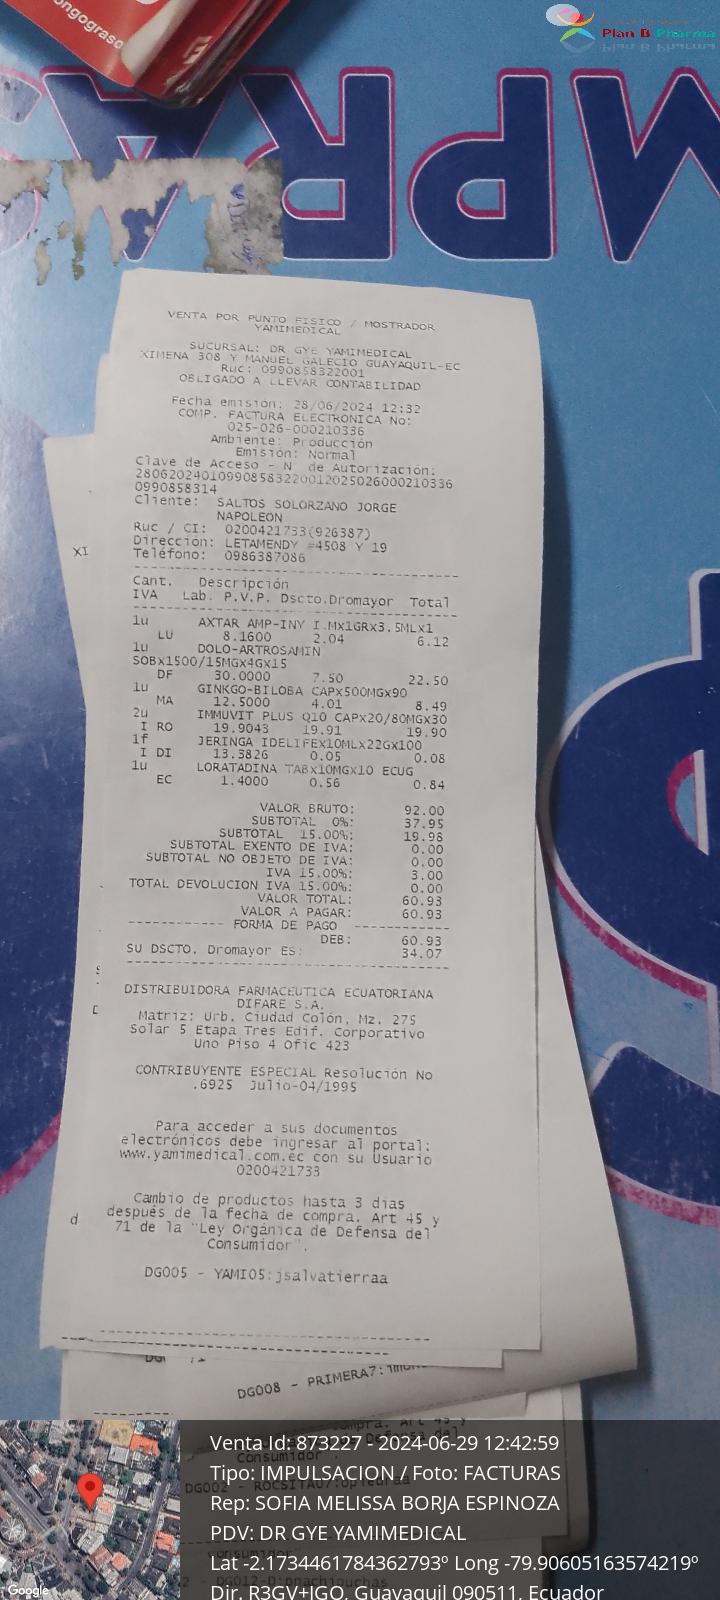 ongograso
Plan B Pharma
MPRAS
VENTA POR PUNTO FISICO / MOSTRADOR
YAMIMEDICAL
SUCURSAL: DR GYE YAMIMEDICAL
XIMENA 308 Y MANUEL GALECIO GUAYAQUIL-EC
Ruc: 0990858322001
OBLIGADO A LLEVAR CONTABILIDAD
Fecha emisión: 28/06/2024 12:32
COMP. FACTURA ELECTRONICA No:
025-026-000210336
Ambiente: Producción
Emisión: Normal
Clave de Acceso - N° de Autorización:
280620240109908583220012025026000210336
0990858314
Cliente: SALTOS SOLORZANO JORGE
NAPOLEON
Ruc / CI: 0200421733(926387)
Dirección: LETAMENDY #4508 Y 19
XI
Teléfono: 0986387086
Cant. Descripción
IVA Lab. P.V.P. Dscto.Dromayor Total
1u AXTAR AMP-INY I.Mx1GRx3.5MLx1
LU 8.1600 2.04 6.12
1u DOLO-ARTROSAMIN
SOBx1500/15MGx4Gx15
DF 30.0000 7.50 22.50
1u GINKGO-BILOBA CAPx500MGx90
MA 12.5000 4.01 8.49
2u IMMUVIT PLUS Q10 CAPx20/80MGx30
I RO 19.9043 19.91 19.90
1f JERINGA IDELIFEx10MLx22Gx100
I DI 13.3826 0.05 0.08
1u LORATADINA TABx10MGx10 ECUG
EC 1.4000 0.56 0.84
VALOR BRUTO: 92.00
SUBTOTAL 0%: 37.95
SUBTOTAL 15.00%: 19.98
SUBTOTAL EXENTO DE IVA: 0.00
SUBTOTAL NO OBJETO DE IVA: 0.00
IVA 15.00%: 3.00
TOTAL DEVOLUCION IVA 15.00%: 0.00
VALOR TOTAL: 60.93
VALOR A PAGAR: 60.93
------------ FORMA DE PAGO ------------
DEB: 60.93
SU DSCTO. Dromayor ES: 34.07
DISTRIBUIDORA FARMACEUTICA ECUATORIANA
DIFARE S.A.
Matriz: Urb. Ciudad Colón, Mz. 275
Solar 5 Etapa Tres Edif. Corporativo
Uno Piso 4 Ofic 423
CONTRIBUYENTE ESPECIAL Resolución No
.6925 Julio-04/1995
Para acceder a sus documentos
electrónicos debe ingresar al portal:
www.yamimedical.com.ec con su Usuario
0200421733
Cambio de productos hasta 3 dias
después de la fecha de compra. Art 45 y
71 de la "Ley Orgánica de Defensa del
Consumidor".
d
DG005 - YAMI05:jsalvatierraa
DG008 - PRIMERA7:
Venta Id: 873227 - 2024-06-29 12:42:59
Tipo: IMPULSACION / Foto: FACTURAS
Rep: SOFIA MELISSA BORJA ESPINOZA
PDV: DR GYE YAMIMEDICAL
Lat -2.1734461784362793º Long -79.90605163574219º
Dir. R3GV+JGQ, Guayaquil 090511, Ecuador
Google